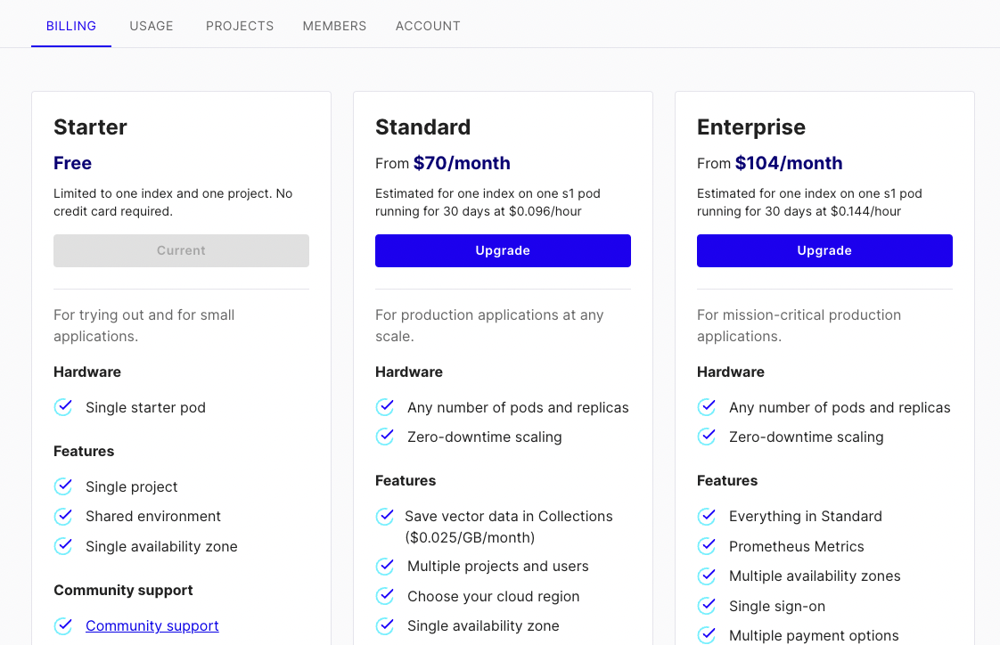 BILLING USAGE PROJECTS MEMBERS ACCOUNT
Starter
Free
Limited to one index and one project. No
credit card required.
Current
For trying out and for small
applications.
Hardware
Single starter pod
Features
Single project
Shared environment
Single availability zone
Community support
Community support
Standard
From $70/month
Estimated for one index on one s1 pod
running for 30 days at $0.096/hour
Upgrade
For production applications at any
scale.
Hardware
Any number of pods and replicas
Zero-downtime scaling
Features
Save vector data in Collections
($0.025/GB/month)
Multiple projects and users
Choose your cloud region
Single availability zone
Enterprise
From $104/month
Estimated for one index on one s1 pod
running for 30 days at $0.144/hour
Upgrade
For mission-critical production
applications.
Hardware
Any number of pods and replicas
Zero-downtime scaling
Features
Everything in Standard
Prometheus Metrics
Multiple availability zones
Single sign-on
Multiple payment options